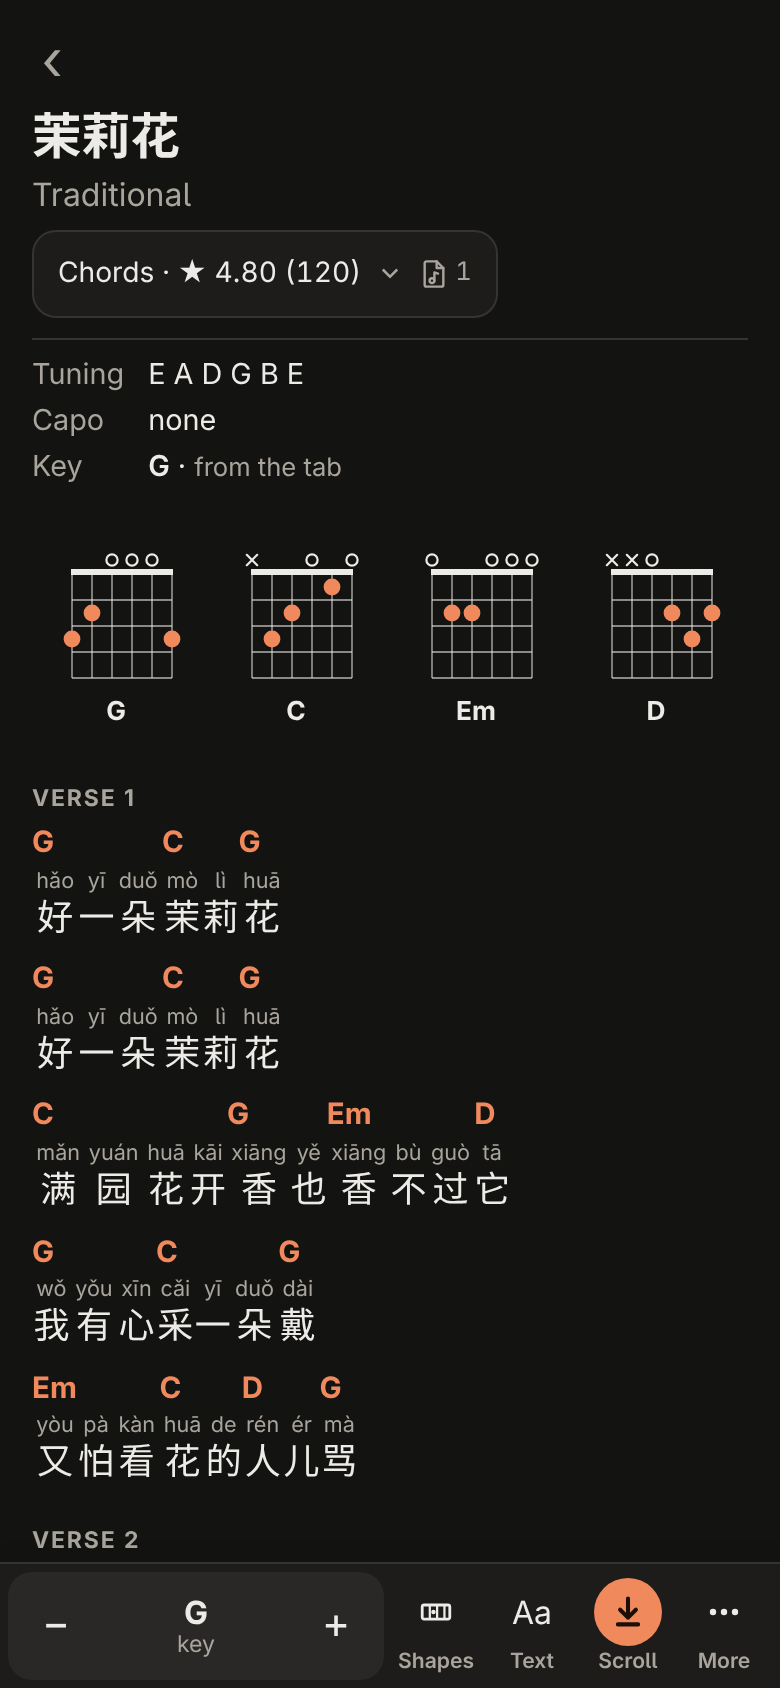 茉莉花
Traditional
Chords · ★ 4.80 (120) 1
Tuning E A D G B E
Capo none
Key G · from the tab
G C Em D
VERSE 1
G C G
hǎo yī duǒ mò lì huā
好一朵茉莉花
G C G
hǎo yī duǒ mò lì huā
好一朵茉莉花
C G Em D
mǎn yuán huā kāi xiāng yě xiāng bù guò tā
满园花开香也香不过它
G C G
wǒ yǒu xīn cǎi yī duǒ dài
我有心采一朵戴
Em C D G
yòu pà kàn huā de rén ér mà
又怕看花的人儿骂
VERSE 2
− G +
key
Aa
Shapes Text Scroll More